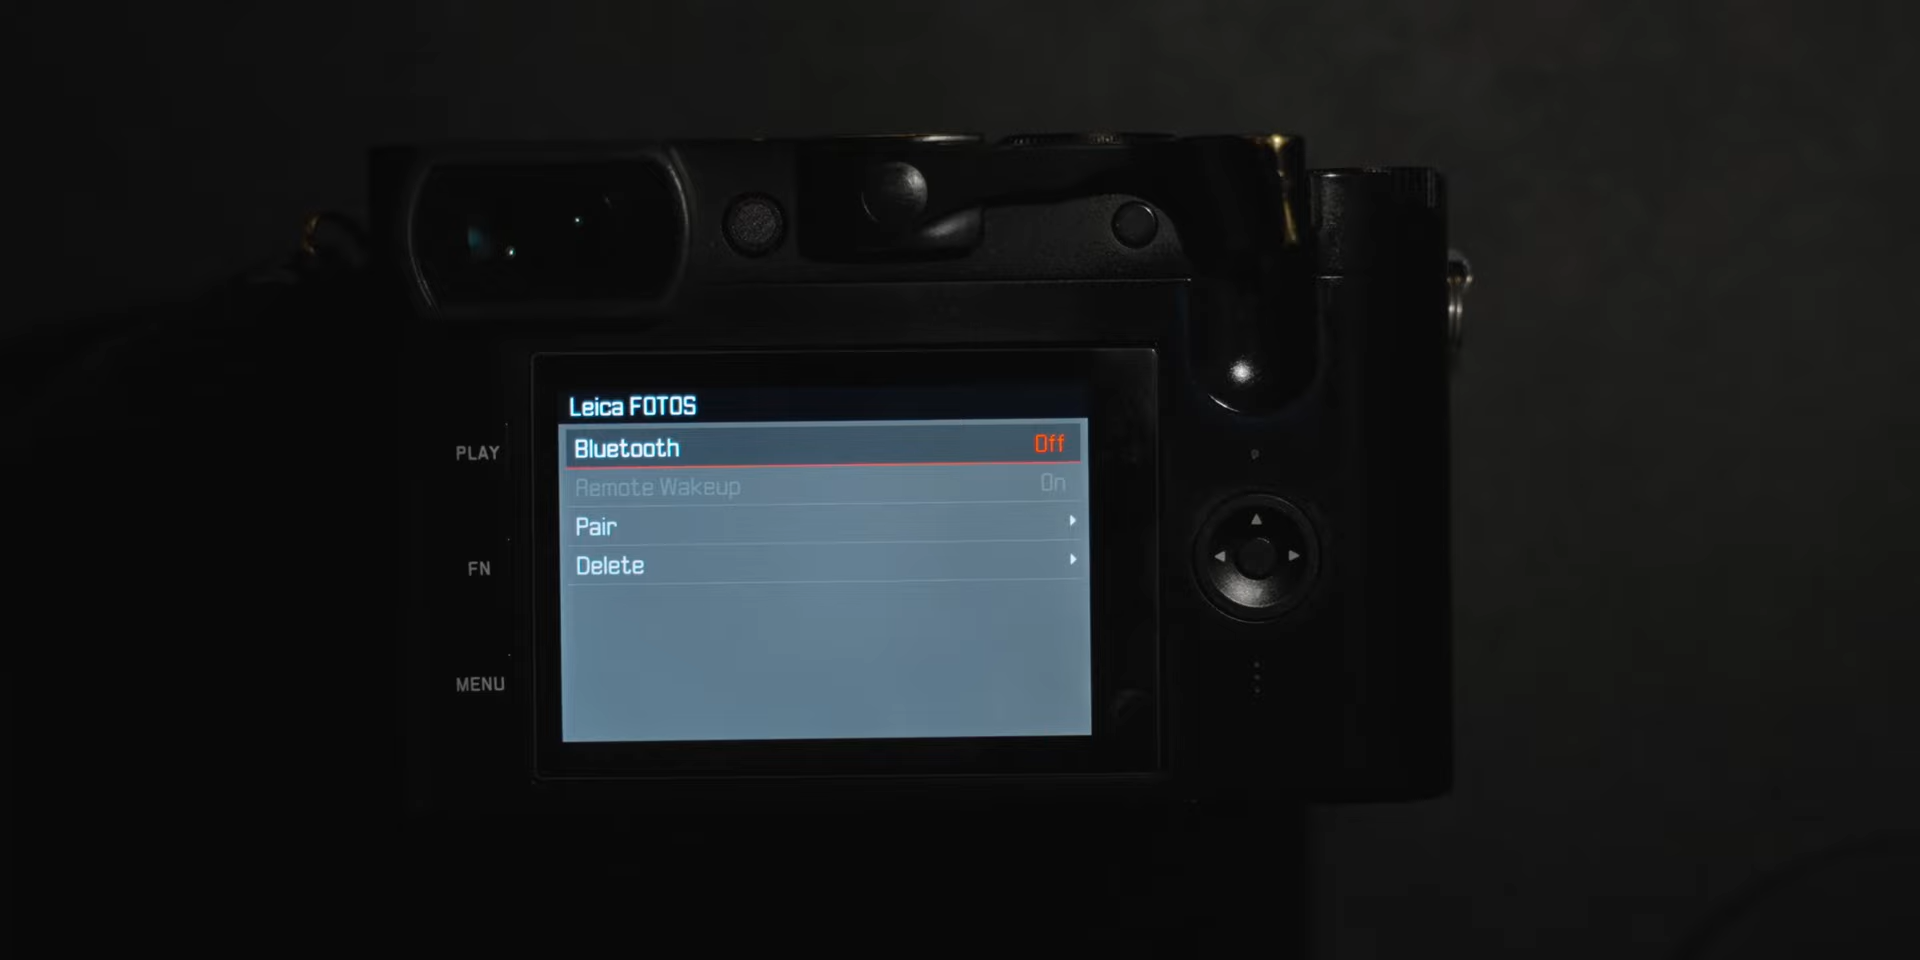 Leica FOTOS
Bluetooth Off
Remote Wakeup On
Pair
Delete
PLAY
FN
MENU